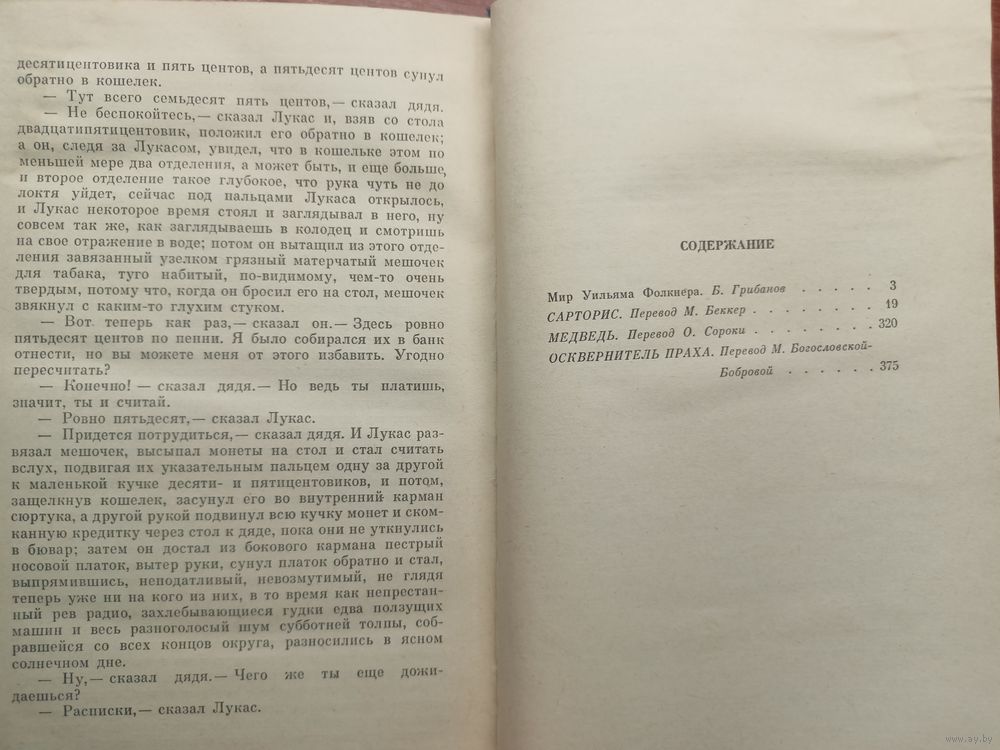 десятицентовика и пять центов, а пятьдесят центов сунул
обратно в кошелек.
— Тут всего семьдесят пять центов,— сказал дядя.
— Не беспокойтесь,— сказал Лукас и, взяв со стола
двадцатипятицентовик, положил его обратно в кошелек;
а он, следя за Лукасом, увидел, что в кошельке этом по
меньшей мере два отделения, а может быть, и еще больше,
и второе отделение такое глубокое, что рука чуть не до
локтя уйдет, сейчас под пальцами Лукаса открылось,
и Лукас некоторое время стоял и заглядывал в него, ну
совсем так же, как заглядываешь в колодец и смотришь
на свое отражение в воде; потом он вытащил из этого отде-
ления завязанный узелком грязный матерчатый мешочек
для табака, туго набитый, по-видимому, чем-то очень
твердым, потому что, когда он бросил его на стол, мешочек
звякнул с каким-то глухим стуком.
— Вот теперь как раз,— сказал он.— Здесь ровно
пятьдесят центов по пенни. Я было собирался их в банк
отнести, но вы можете меня от этого избавить. Угодно
пересчитать?
— Конечно! — сказал дядя.— Но ведь ты платишь,
значит, ты и считай.
— Ровно пятьдесят,— сказал Лукас.
— Придется потрудиться,— сказал дядя. И Лукас раз-
вязал мешочек, высыпал монеты на стол и стал считать
вслух, подвигая их указательным пальцем одну за другой
к маленькой кучке десяти- и пятицентовиков, и потом,
защелкнув кошелек, засунул его во внутренний карман
сюртука, а другой рукой подвинул всю кучку монет и ском-
канную кредитку через стол к дяде, пока они не уткнулись
в бювар; затем он достал из бокового кармана пестрый
носовой платок, вытер руки, сунул платок обратно и стал,
выпрямившись, неподатливый, невозмутимый, не глядя
теперь уже ни на кого из них, в то время как непрестан-
ный рев радио, захлебывающиеся гудки едва ползущих
машин и весь разноголосый шум субботней толпы, соб-
равшейся со всех концов округа, разносились в ясном
солнечном дне.
— Ну,— сказал дядя.— Чего же ты еще дожи-
даешься?
— Расписки,— сказал Лукас.
СОДЕРЖАНИЕ
Мир Уильяма Фолкнера. Б. Грибанов . . . . . 3
САРТОРИС. Перевод М. Беккер . . . . . . . 19
МЕДВЕДЬ. Перевод О. Сороки . . . . . . . 320
ОСКВЕРНИТЕЛЬ ПРАХА. Перевод М. Богословской-
Бобровой . . . . . . 375
www.ay.by